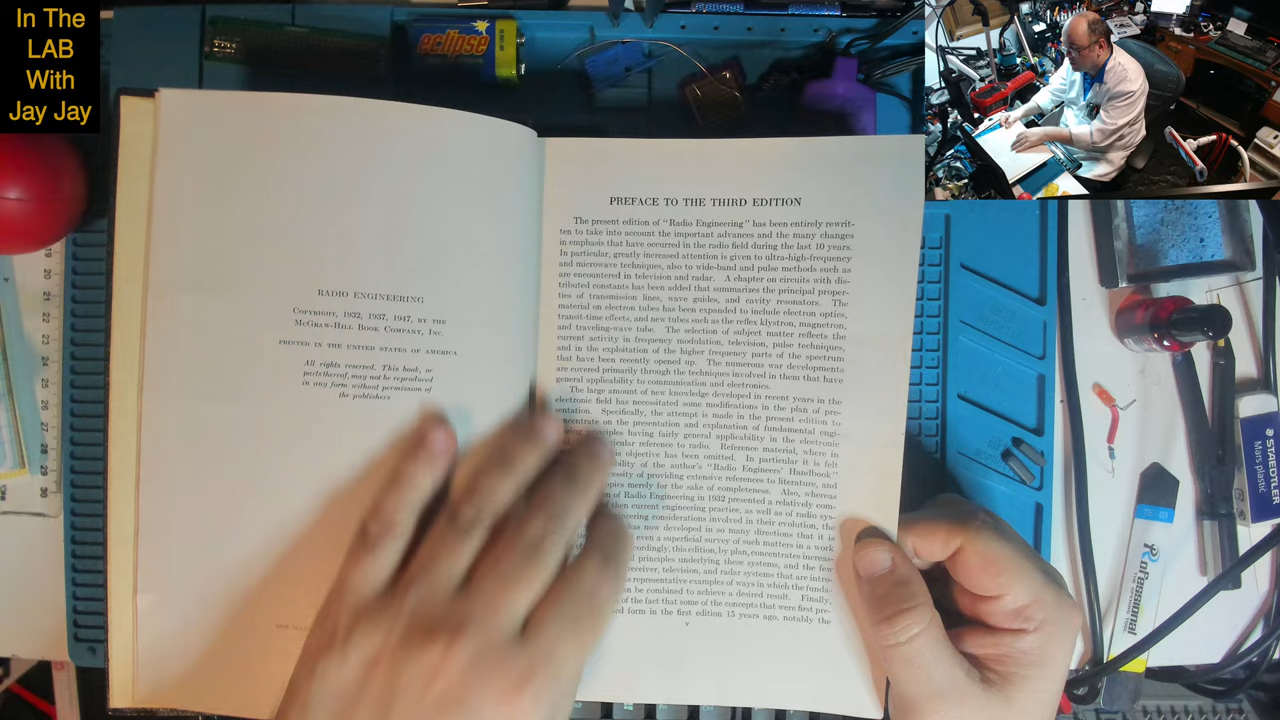 In The
LAB
With
Jay Jay
eclipse
RADIO ENGINEERING
COPYRIGHT, 1932, 1937, 1947, BY THE
MCGRAW-HILL BOOK COMPANY, INC.
PRINTED IN THE UNITED STATES OF AMERICA
All rights reserved. This book, or
parts thereof, may not be reproduced
in any form without permission of
the publishers
PREFACE TO THE THIRD EDITION
The present edition of "Radio Engineering" has been entirely rewrit-
ten to take into account the important advances and the many changes
in emphasis that have occurred in the radio field during the last 10 years.
In particular, greatly increased attention is given to ultra-high-frequency
and microwave techniques, also to wide-band and pulse methods such as
are encountered in television and radar. A chapter on circuits with dis-
tributed constants has been added that summarizes the principal proper-
ties of transmission lines, wave guides, and cavity resonators. The
material on electron tubes has been expanded to include electron optics,
transit-time effects, and new tubes such as the reflex klystron, magnetron,
and traveling-wave tube. The selection of subject matter reflects the
current activity in frequency modulation, television, pulse techniques,
and in the exploitation of the higher frequency parts of the spectrum
that have been recently opened up. The numerous war developments
are covered primarily through the techniques involved in them that have
general applicability to communication and electronics.
The large amount of new knowledge developed in recent years in the
electronic field has necessitated some modifications in the plan of pre-
sentation. Specifically, the attempt is made in the present edition to
concentrate on the presentation and explanation of fundamental engi-
principles having fairly general applicability in the electronic
reference to radio. Reference material, where in
objective has been omitted. In particular it is felt
of the author's "Radio Engineers' Handbook"
of providing extensive references to literature, and
merely for the sake of completeness. Also, whereas
of Radio Engineering in 1932 presented a relatively com-
then current engineering practice, as well as of radio sys-
considerations involved in their evolution, the
has now developed in so many directions that it is
even a superficial survey of such matters in a work
this edition, by plan, concentrates increas-
principles underlying these systems, and the few
receiver, television, and radar systems that are intro-
representative examples of ways in which the funda-
can be combined to achieve a desired result. Finally,
of the fact that some of the concepts that were first pre-
form in the first edition 15 years ago, notably the
v
19
20
21
22
23
24
25
26
27
28
29
30
STAEDTLER
Mars plastic
Professional